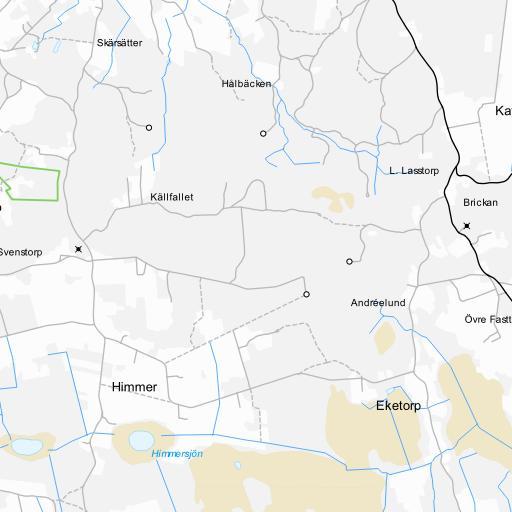 Skärsätter
Hålbäcken
Ka
L. Lasstorp
Källfallet
Brickan
Svenstorp
Andréelund
Övre Fastt
Himmer
Eketorp
Himmersjön